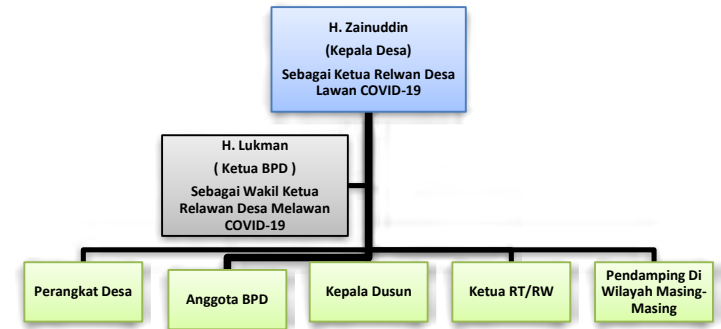 H. Zainuddin
(Kepala Desa)
Sebagai Ketua Relwan Desa
Lawan COVID-19
H. Lukman
( Ketua BPD )
Sebagai Wakil Ketua
Relawan Desa Melawan
COVID-19
Perangkat Desa
Anggota BPD
Kepala Dusun
Ketua RT/RW
Pendamping Di
Wilayah Masing-
Masing